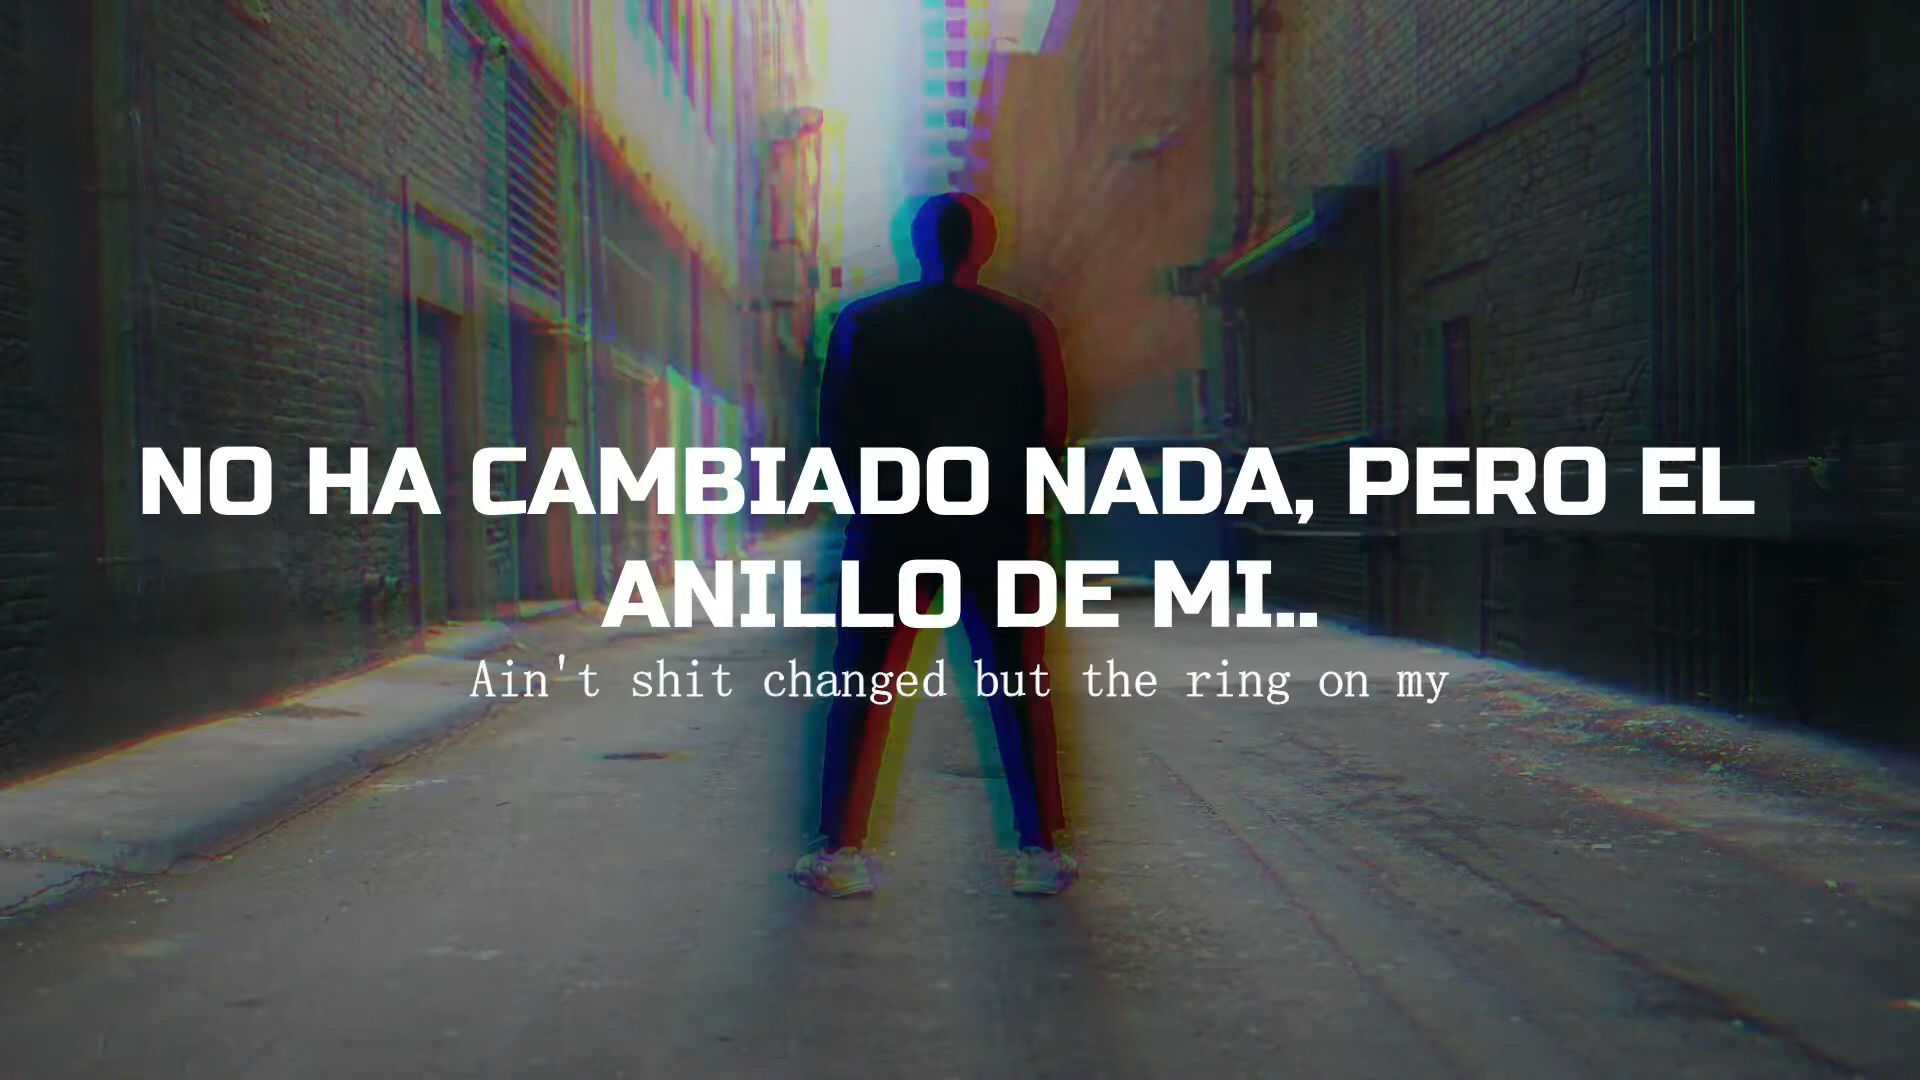 NO HA CAMBIADO NADA, PERO EL
ANILLO DE MI..
Ain't shit changed but the ring on my